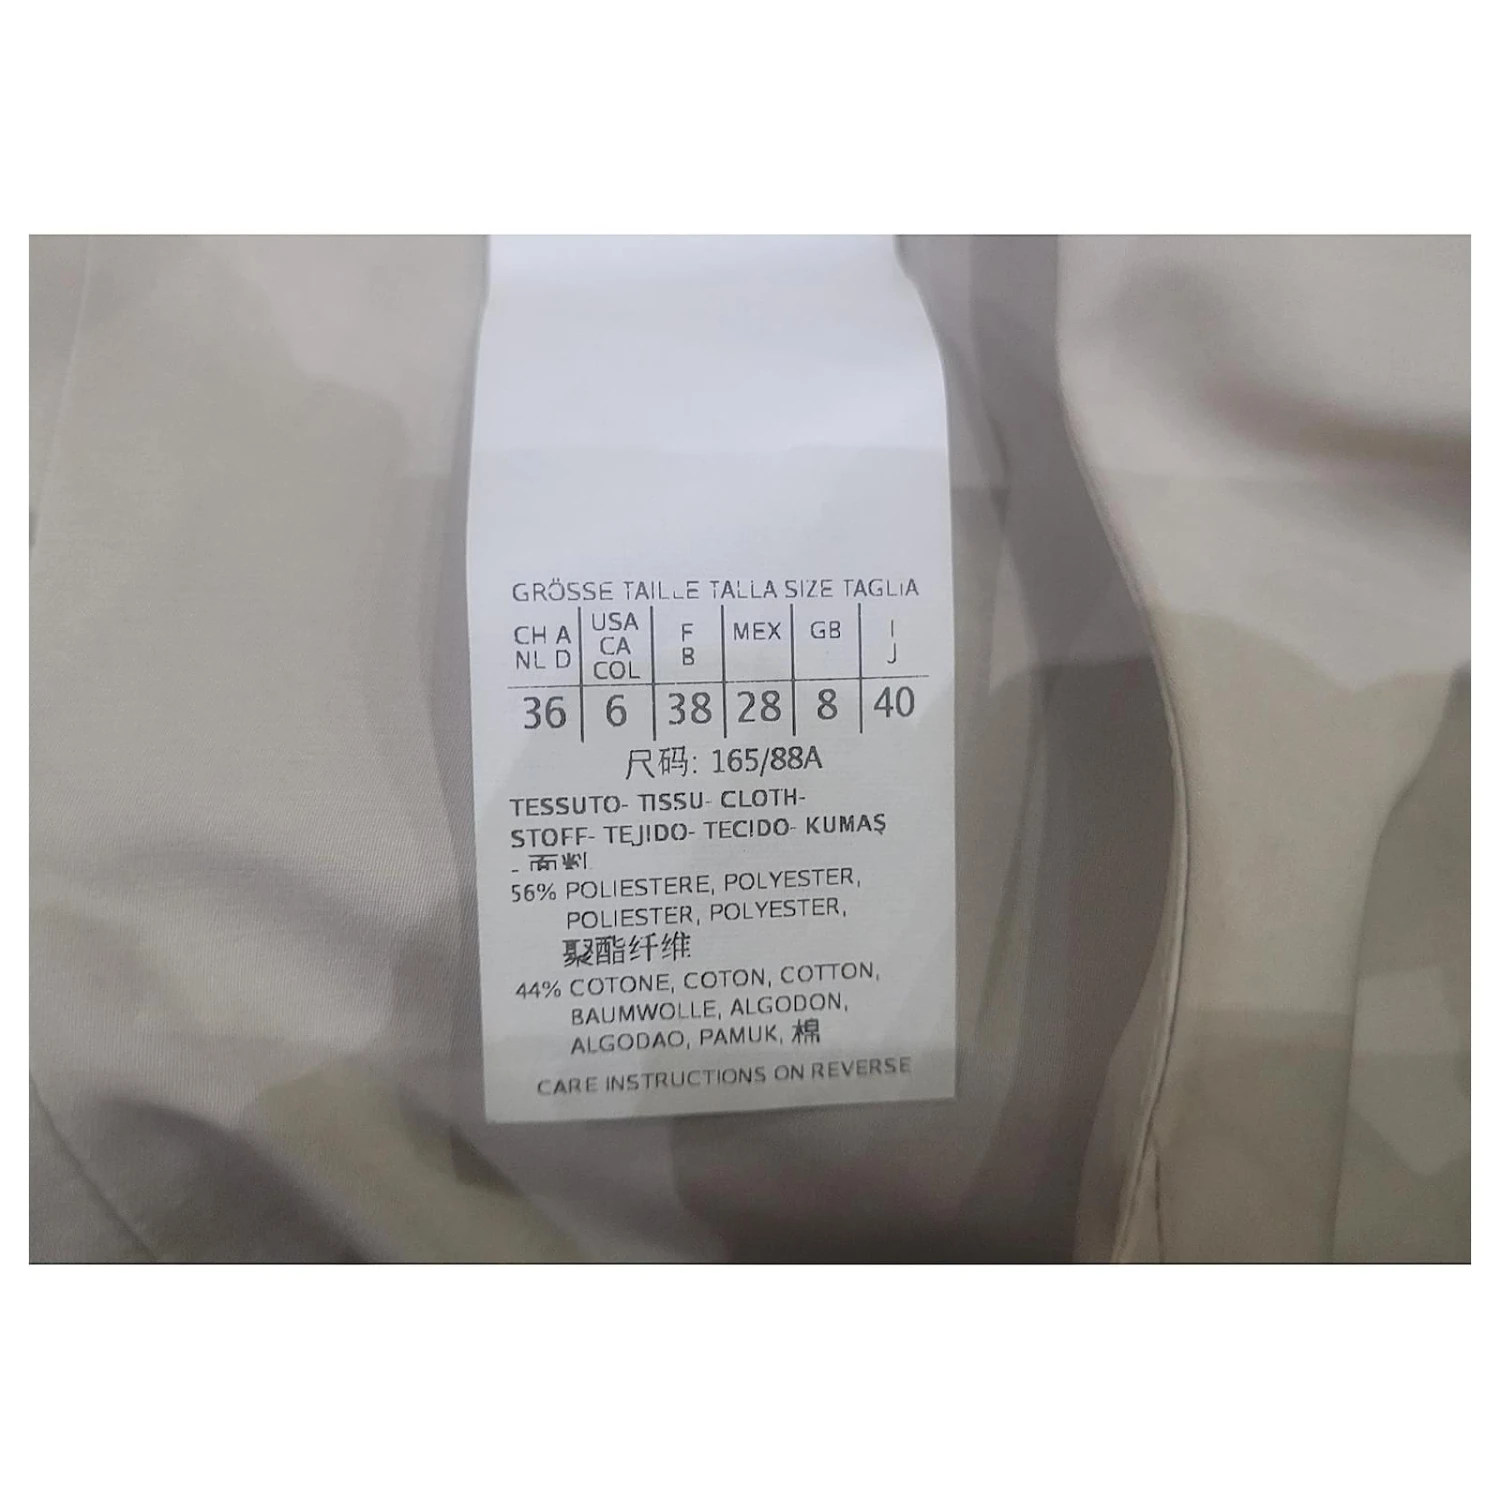 GRÖSSE TAILLE TALLA SIZE TAGLIA
CH A USA F MEX GB I
NL D CA B J
COL
36 6 38 28 8 40
尺码: 165/88A
TESSUTO- TISSU- CLOTH-
STOFF- TEJIDO- TECIDO- KUMAŞ
- 面料
56% POLIESTERE, POLYESTER,
POLIESTER, POLYESTER,
聚酯纤维
44% COTONE, COTON, COTTON,
BAUMWOLLE, ALGODON,
ALGODAO, PAMUK, 棉
CARE INSTRUCTIONS ON REVERSE